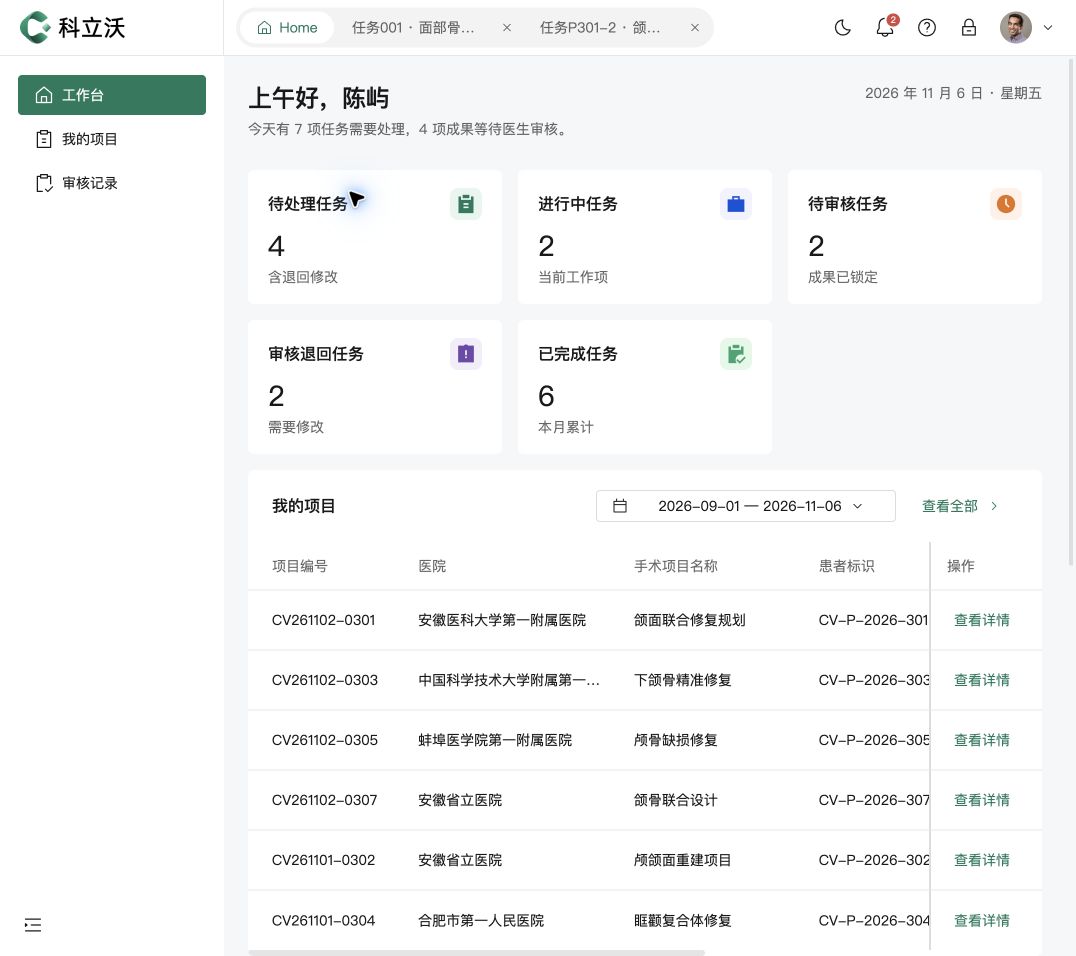 科立沃
Home
任务001 · 面部骨...
任务P301-2 · 颌...
2
工作台
我的项目
审核记录
上午好，陈屿
2026 年 11 月 6 日 · 星期五
今天有 7 项任务需要处理，4 项成果等待医生审核。
待处理任务
4
含退回修改
进行中任务
2
当前工作项
待审核任务
2
成果已锁定
审核退回任务
2
需要修改
已完成任务
6
本月累计
我的项目
2026-09-01 — 2026-11-06
查看全部
项目编号 医院 手术项目名称 患者标识 操作
CV261102-0301 安徽医科大学第一附属医院 颌面联合修复规划 CV-P-2026-301 查看详情
CV261102-0303 中国科学技术大学附属第一... 下颌骨精准修复 CV-P-2026-303 查看详情
CV261102-0305 蚌埠医学院第一附属医院 颅骨缺损修复 CV-P-2026-305 查看详情
CV261102-0307 安徽省立医院 颌骨联合设计 CV-P-2026-307 查看详情
CV261101-0302 安徽省立医院 颅颌面重建项目 CV-P-2026-302 查看详情
CV261101-0304 合肥市第一人民医院 眶颧复合体修复 CV-P-2026-304 查看详情